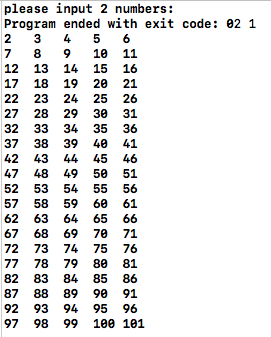 please input 2 numbers:
Program ended with exit code: 02 1
2 3 4 5 6
7 8 9 10 11
12 13 14 15 16
17 18 19 20 21
22 23 24 25 26
27 28 29 30 31
32 33 34 35 36
37 38 39 40 41
42 43 44 45 46
47 48 49 50 51
52 53 54 55 56
57 58 59 60 61
62 63 64 65 66
67 68 69 70 71
72 73 74 75 76
77 78 79 80 81
82 83 84 85 86
87 88 89 90 91
92 93 94 95 96
97 98 99 100 101